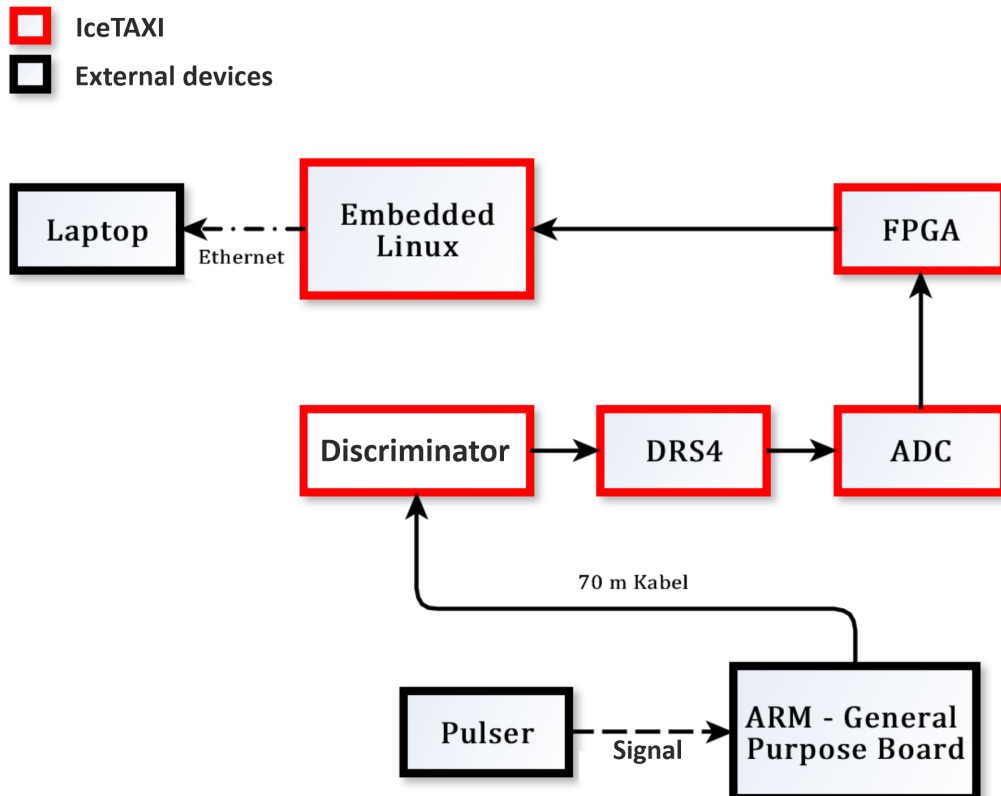 IceTAXI
External devices
Laptop
Ethernet
Embedded
Linux
FPGA
Discriminator
DRS4
ADC
70 m Kabel
Pulser
Signal
ARM - General
Purpose Board